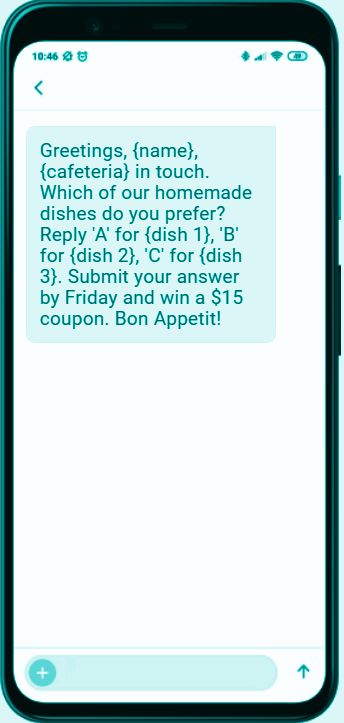 10:46
Greetings, {name},
{cafeteria} in touch.
Which of our homemade
dishes do you prefer?
Reply 'A' for {dish 1}, 'B'
for {dish 2}, 'C' for {dish
3}. Submit your answer
by Friday and win a $15
coupon. Bon Appetit!